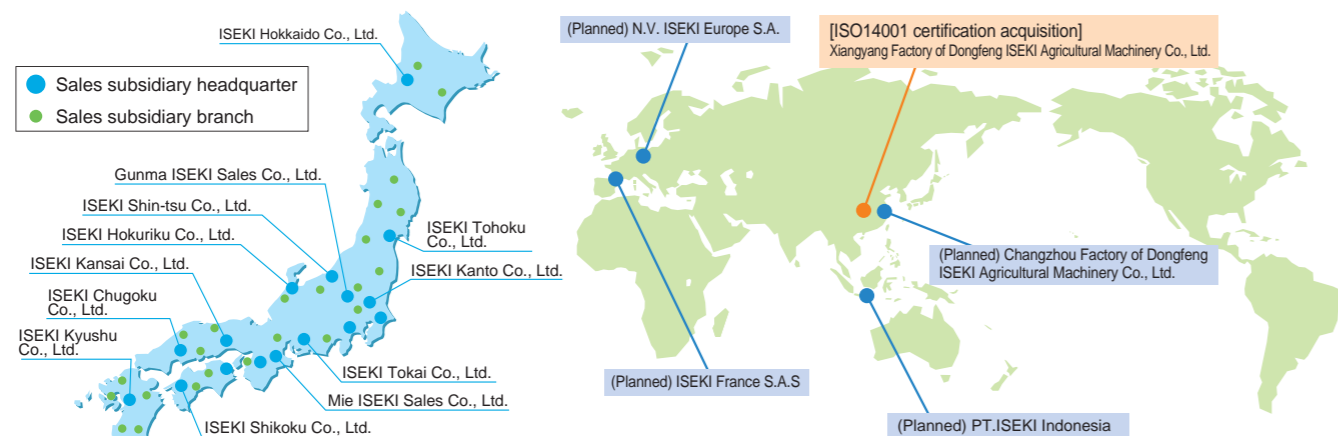 ISEKI Hokkaido Co., Ltd.
Sales subsidiary headquarter
Sales subsidiary branch
Gunma ISEKI Sales Co., Ltd.
ISEKI Shin-tsu Co., Ltd.
ISEKI Hokuriku Co., Ltd.
ISEKI Kansai Co., Ltd.
ISEKI Chugoku
Co., Ltd.
ISEKI Kyushu
Co., Ltd.
ISEKI Tohoku
Co., Ltd.
ISEKI Kanto Co., Ltd.
ISEKI Tokai Co., Ltd.
Mie ISEKI Sales Co., Ltd.
ISEKI Shikoku Co., Ltd.
(Planned) N.V. ISEKI Europe S.A.
[ISO14001 certification acquisition]
Xiangyang Factory of Dongfeng ISEKI Agricultural Machinery Co., Ltd.
(Planned) Changzhou Factory of Dongfeng
ISEKI Agricultural Machinery Co., Ltd.
(Planned) ISEKI France S.A.S
(Planned) PT.ISEKI Indonesia